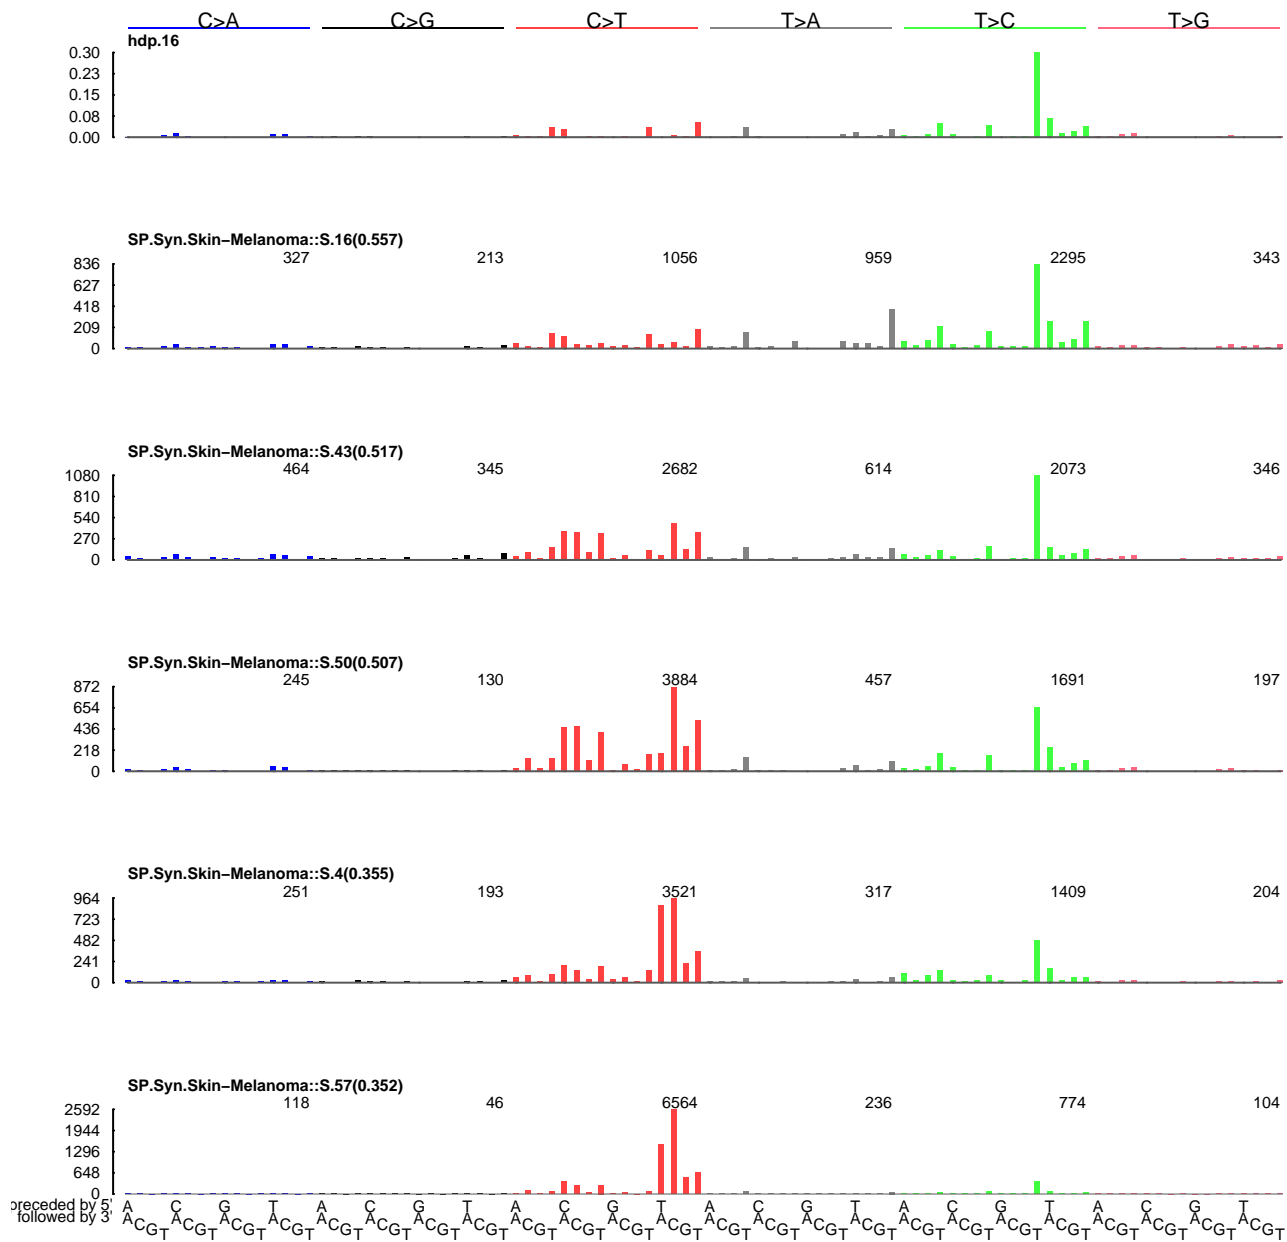 C>A C>G C>T T>A T>C T>G
hdp.16
0.30
0.23
0.15
0.08
0.00
SP.Syn.Skin−Melanoma::S.16(0.557)
327 213 1056 959 2295 343
836
627
418
209
0
SP.Syn.Skin−Melanoma::S.43(0.517)
464 345 2682 614 2073 346
1080
810
540
270
0
SP.Syn.Skin−Melanoma::S.50(0.507)
245 130 3884 457 1691 197
872
654
436
218
0
SP.Syn.Skin−Melanoma::S.4(0.355)
251 193 3521 317 1409 204
964
723
482
241
0
SP.Syn.Skin−Melanoma::S.57(0.352)
118 46 6564 236 774 104
2592
1944
1296
648
0
preceded by 5' A C G T A C G T A C G T A C G T A C G T A C G T
followed by 3' A C G T A C G T A C G T A C G T A C G T A C G T A C G T A C G T A C G T A C G T A C G T A C G T A C G T A C G T A C G T A C G T A C G T A C G T A C G T A C G T A C G T A C G T A C G T A C G T